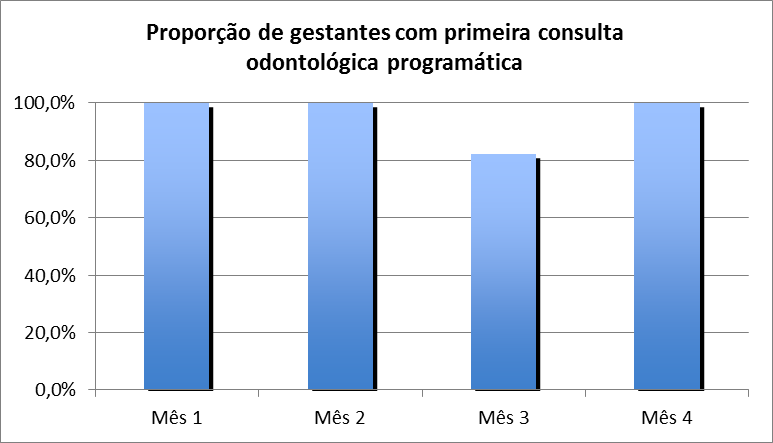 Proporção de gestantes com primeira consulta
odontológica programática
100,0%
80,0%
60,0%
40,0%
20,0%
0,0%
Mês 1 Mês 2 Mês 3 Mês 4